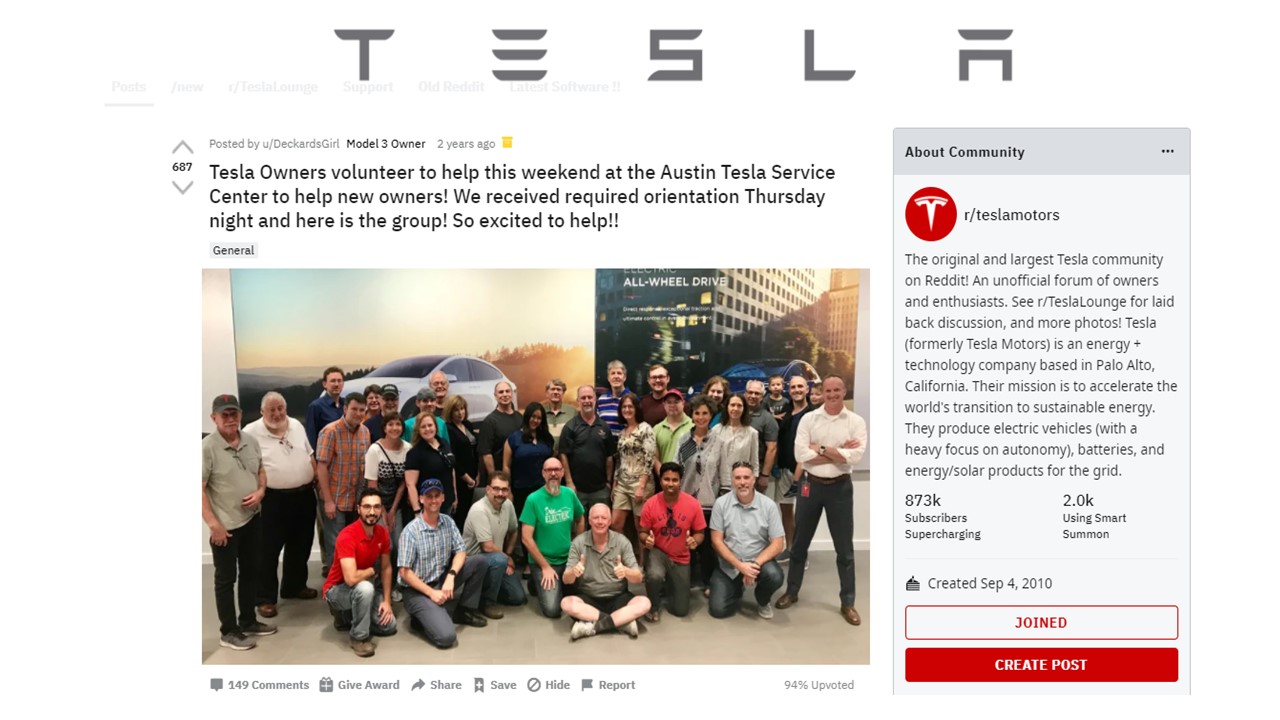 TESLA
Posts /new r/TeslaLounge Support Old Reddit Latest Software !!
687
Posted by u/DeckardsGirl Model 3 Owner 2 years ago
Tesla Owners volunteer to help this weekend at the Austin Tesla Service
Center to help new owners! We received required orientation Thursday
night and here is the group! So excited to help!!
General
ELECTRIC
ALL-WHEEL DRIVE
ELECTRIC
149 Comments Give Award Share Save Hide Report
94% Upvoted
About Community
r/teslamotors
The original and largest Tesla community
on Reddit! An unofficial forum of owners
and enthusiasts. See r/TeslaLounge for laid
back discussion, and more photos! Tesla
(formerly Tesla Motors) is an energy +
technology company based in Palo Alto,
California. Their mission is to accelerate the
world's transition to sustainable energy.
They produce electric vehicles (with a
heavy focus on autonomy), batteries, and
energy/solar products for the grid.
873k 2.0k
Subscribers Using Smart
Supercharging Summon
Created Sep 4, 2010
JOINED
CREATE POST